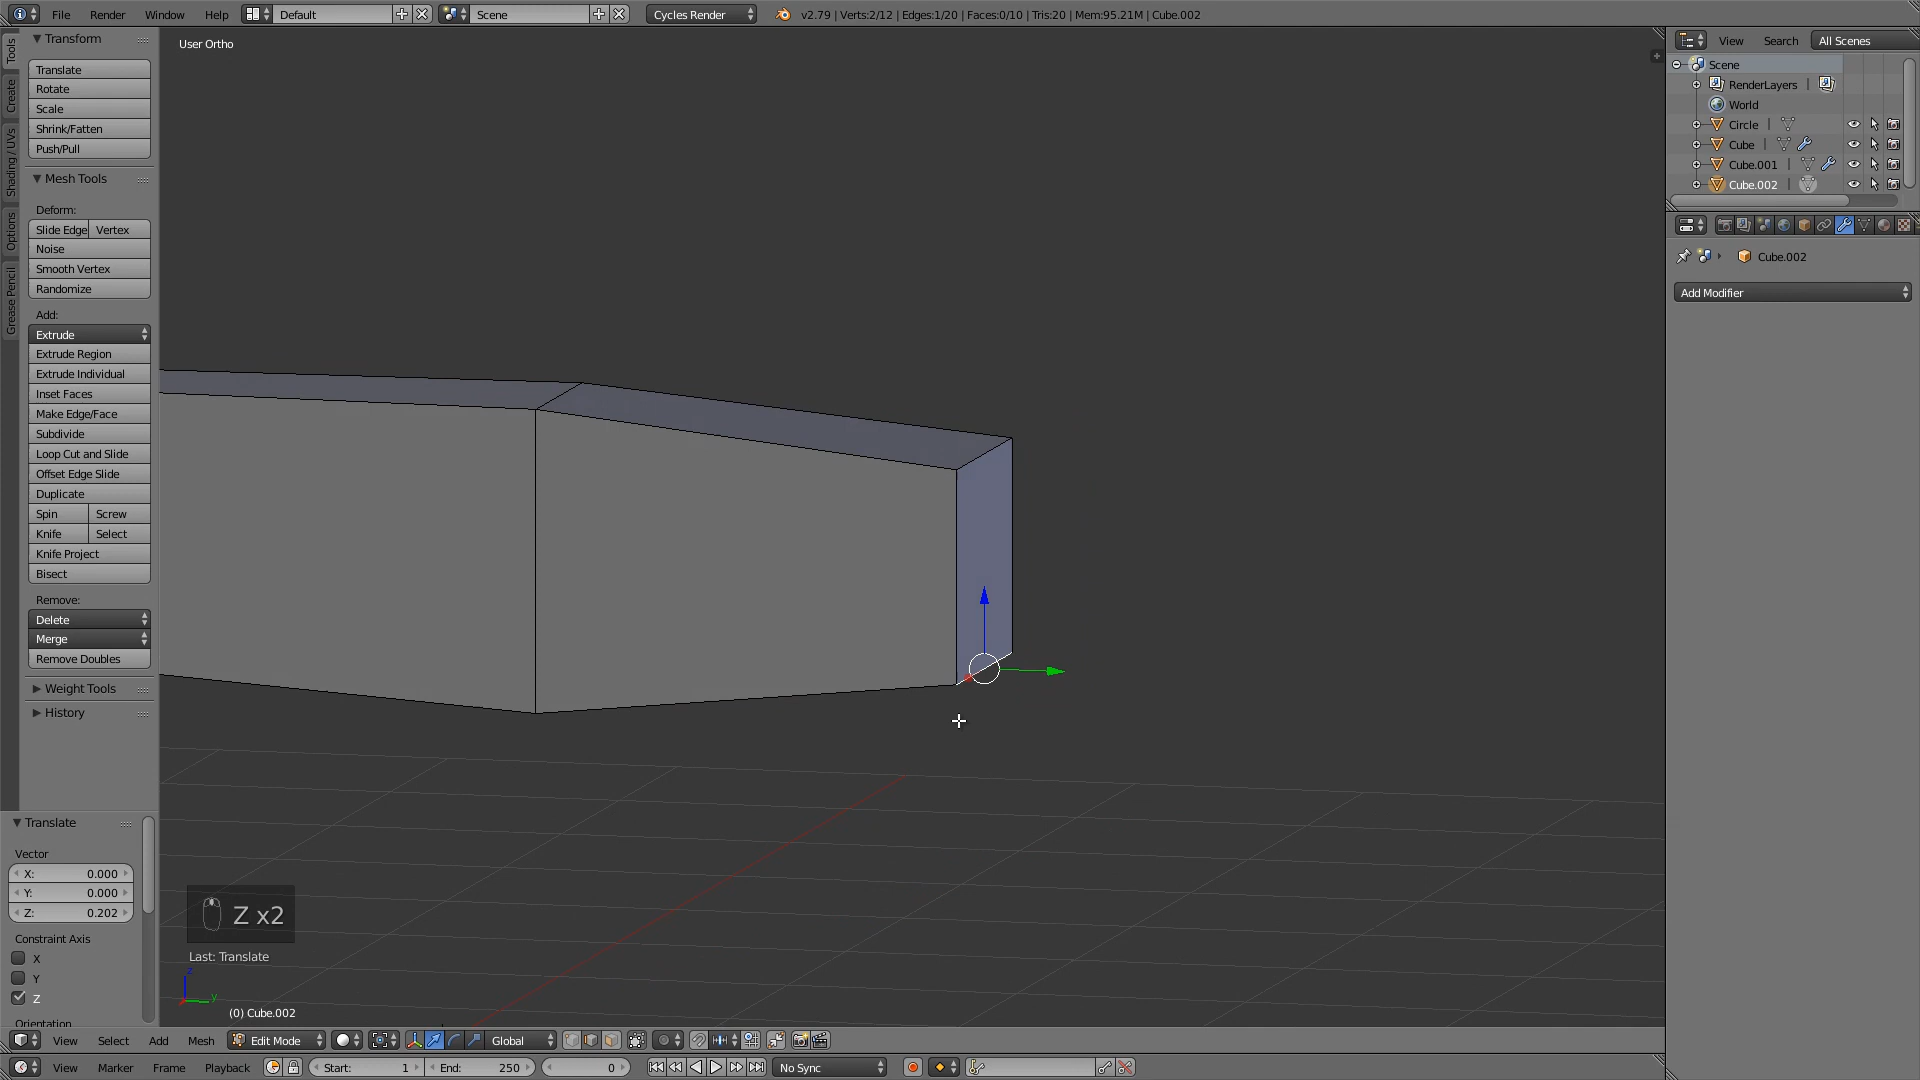 File Render Window Help Default Scene Cycles Render v2.79 | Verts:2/12 | Edges:1/20 | Faces:0/10 | Tris:20 | Mem:95.21M | Cube.002
Tools
Create
Shading / UVs
Options
Grease Pencil
Transform
Translate
Rotate
Scale
Shrink/Fatten
Push/Pull
Mesh Tools
Deform:
Slide Edge Vertex
Noise
Smooth Vertex
Randomize
Add:
Extrude
Extrude Region
Extrude Individual
Inset Faces
Make Edge/Face
Subdivide
Loop Cut and Slide
Offset Edge Slide
Duplicate
Spin Screw
Knife Select
Knife Project
Bisect
Remove:
Delete
Merge
Remove Doubles
Weight Tools
History
Translate
Vector
X: 0.000
Y: 0.000
Z: 0.202
Constraint Axis
X
Y
Z
Orientation
User Ortho
Z x2
Last: Translate
z
y
(0) Cube.002
View Search All Scenes
Scene
RenderLayers |
World
Circle |
Cube |
Cube.001 |
Cube.002 |
Cube.002
Add Modifier
View Select Add Mesh Edit Mode Global
View Marker Frame Playback Start: 1 End: 250 0 No Sync